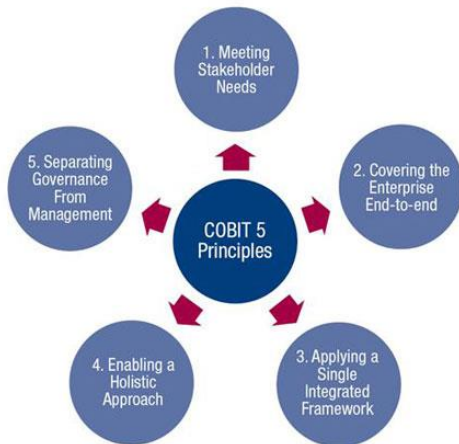 1. Meeting
Stakeholder
Needs
5. Separating
Governance
From
Management
2. Covering the
Enterprise
End-to-end
COBIT 5
Principles
4. Enabling a
Holistic
Approach
3. Applying a
Single
Integrated
Framework